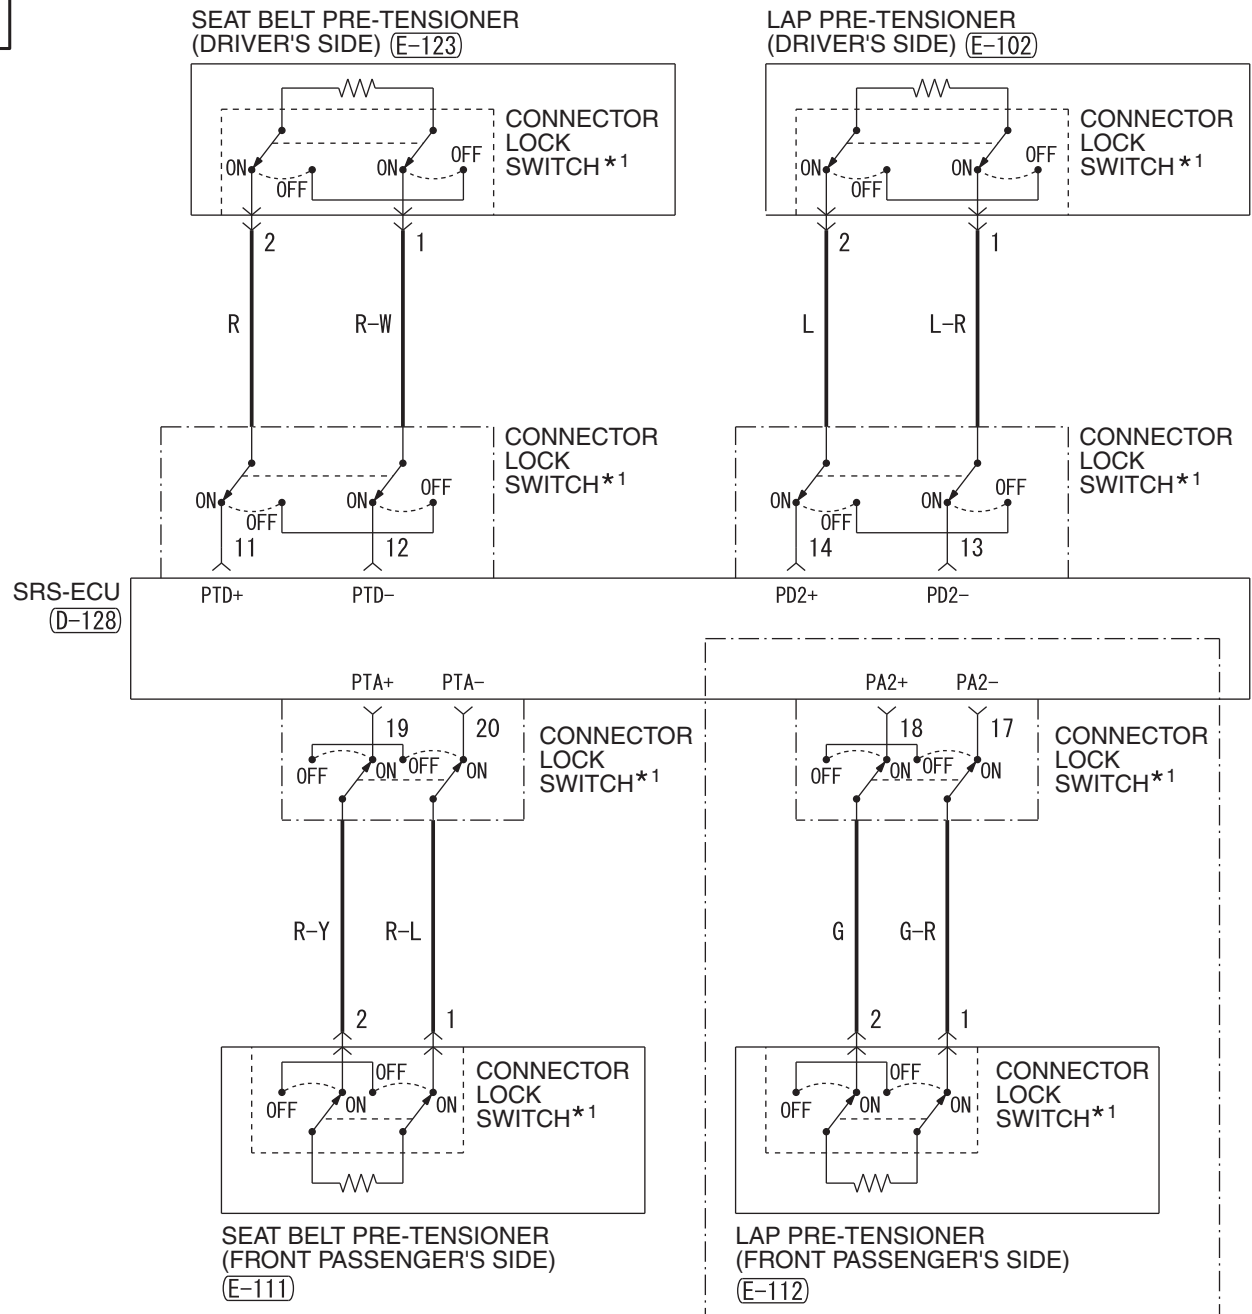 SEAT BELT PRE-TENSIONER
(DRIVER'S SIDE) E-123
LAP PRE-TENSIONER
(DRIVER'S SIDE) E-102
CONNECTOR
LOCK
SWITCH*1
ON
OFF
ON
OFF
CONNECTOR
LOCK
SWITCH*1
ON
OFF
ON
OFF
2
1
2
1
R
R-W
L
L-R
CONNECTOR
LOCK
SWITCH*1
ON
OFF
ON
OFF
CONNECTOR
LOCK
SWITCH*1
ON
OFF
ON
OFF
11
12
14
13
SRS-ECU
D-128
PTD+
PTD-
PD2+
PD2-
PTA+
PTA-
PA2+
PA2-
19
20
18
17
OFF
ON
OFF
ON
CONNECTOR
LOCK
SWITCH*1
OFF
ON
OFF
ON
CONNECTOR
LOCK
SWITCH*1
R-Y
R-L
G
G-R
2
1
2
1
OFF
ON
OFF
ON
CONNECTOR
LOCK
SWITCH*1
OFF
ON
OFF
ON
CONNECTOR
LOCK
SWITCH*1
SEAT BELT PRE-TENSIONER
(FRONT PASSENGER'S SIDE)
E-111
LAP PRE-TENSIONER
(FRONT PASSENGER'S SIDE)
E-112